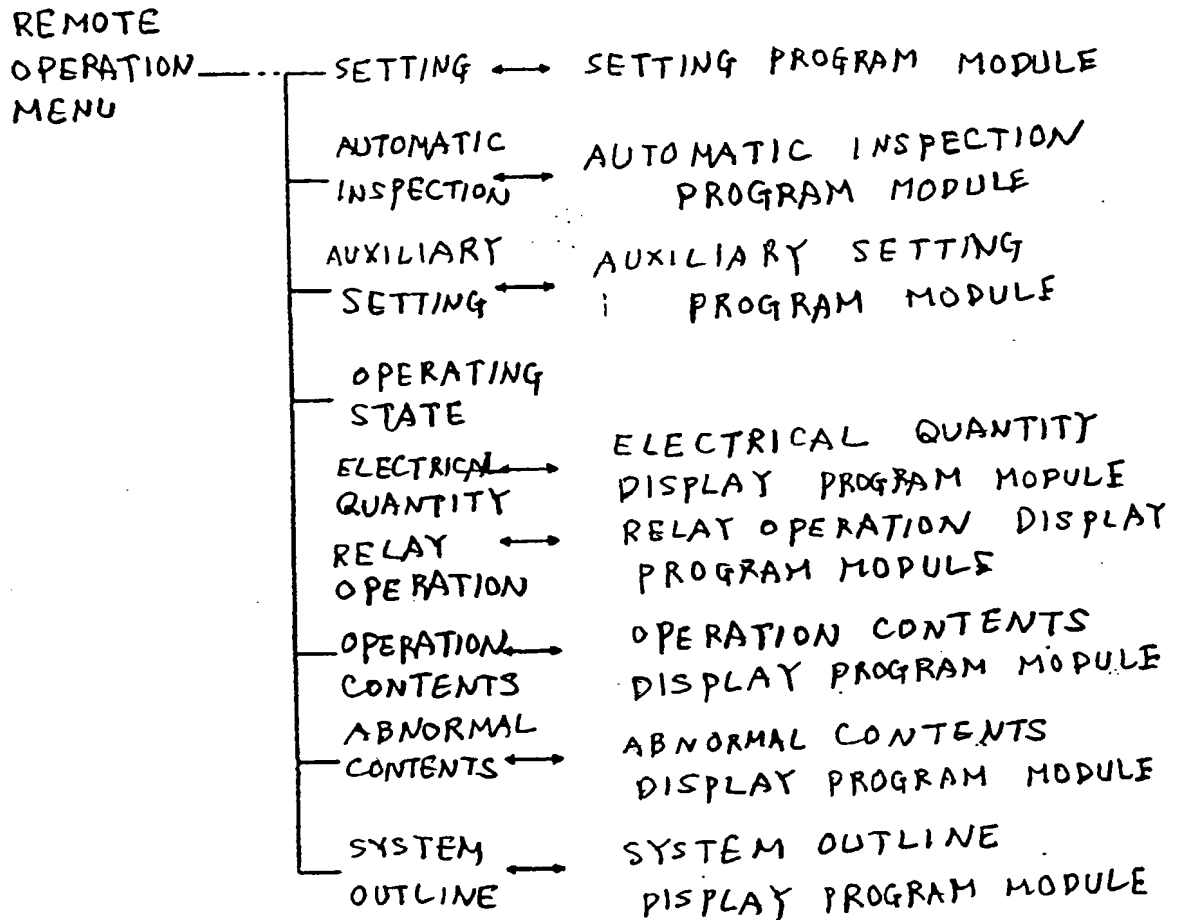 REMOTE
OPERATION
MENU
SETTING ↔ SETTING PROGRAM MODULE
AUTOMATIC
INSPECTION ↔ AUTOMATIC INSPECTION
PROGRAM MODULE
AUXILIARY
SETTING ↔ AUXILIARY SETTING
PROGRAM MODULE
OPERATING
STATE
ELECTRICAL ↔ ELECTRICAL QUANTITY
QUANTITY DISPLAY PROGRAM MODULE
RELAY ↔ RELAY OPERATION DISPLAY
OPERATION PROGRAM MODULE
OPERATION ↔ OPERATION CONTENTS
CONTENTS DISPLAY PROGRAM MODULE
ABNORMAL
CONTENTS ↔ ABNORMAL CONTENTS
DISPLAY PROGRAM MODULE
SYSTEM ↔ SYSTEM OUTLINE
OUTLINE DISPLAY PROGRAM MODULE